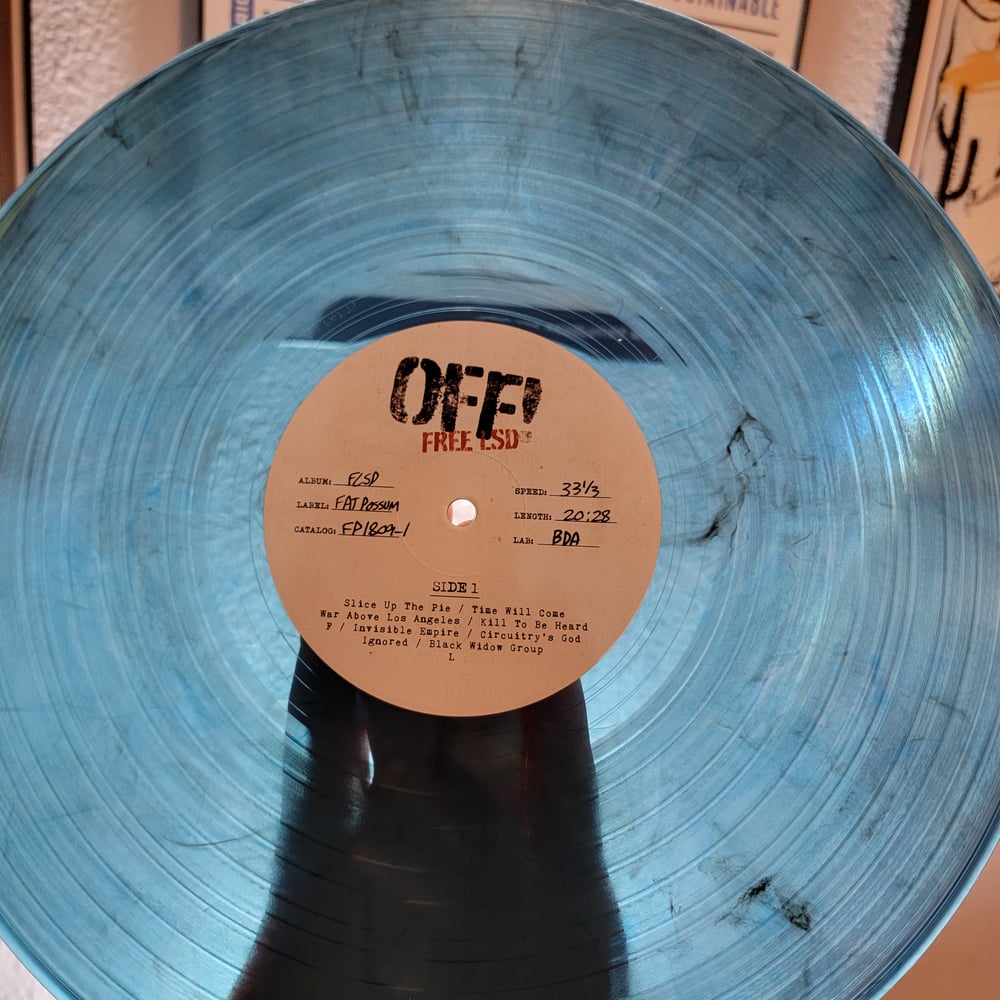 OFF!
FREE LSD
ALBUM: FLSD
LABEL: FAT POSSUM
CATALOG: FP1809-1
SPEED: 33 1/3
LENGTH: 20:28
LAB: BDA
SIDE 1
Slice Up The Pie / Time Will Come
War Above Los Angeles / Kill To Be Heard
F / Invisible Empire / Circuitry's God
Ignored / Black Widow Group
L